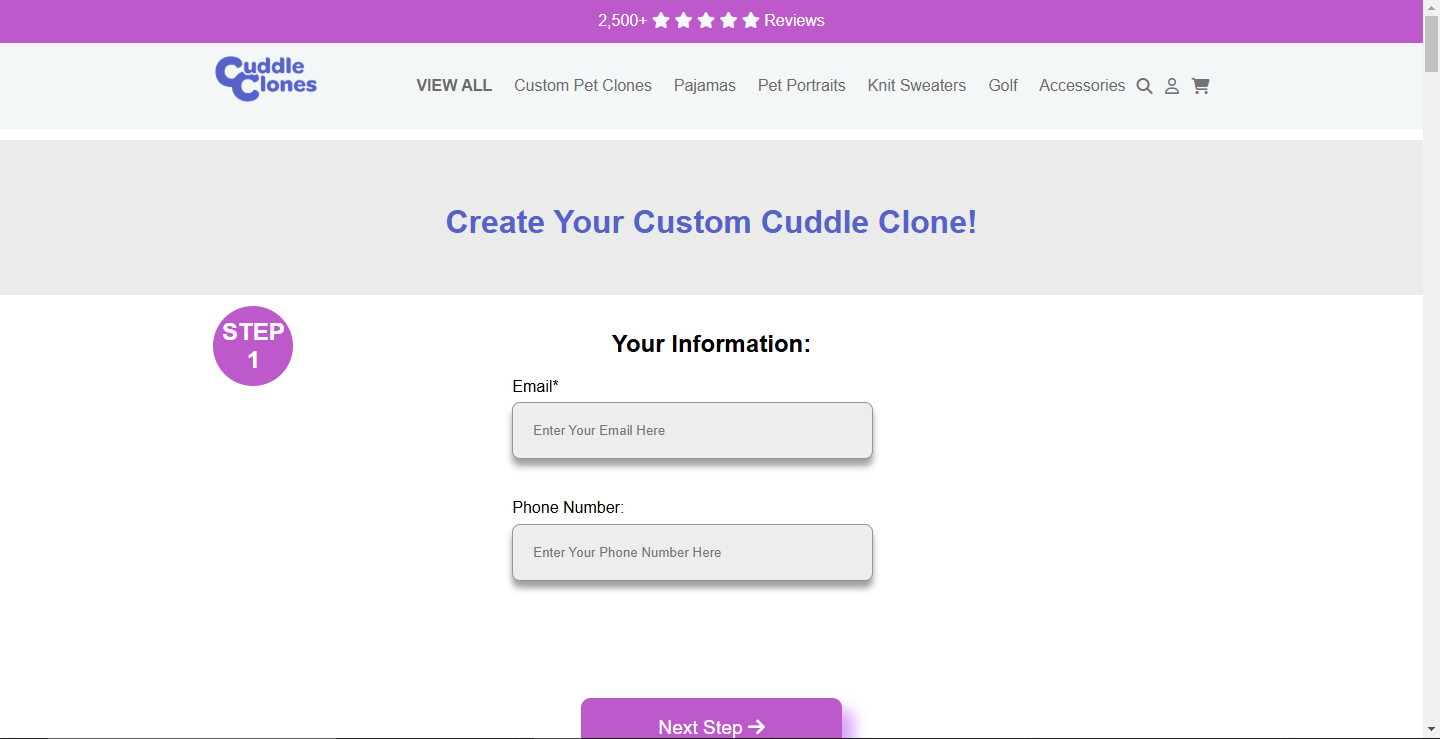 2,500+ Reviews
Cuddle Clones
VIEW ALL Custom Pet Clones Pajamas Pet Portraits Knit Sweaters Golf Accessories
Create Your Custom Cuddle Clone!
STEP
1
Your Information:
Email*
Enter Your Email Here
Phone Number:
Enter Your Phone Number Here
Next Step